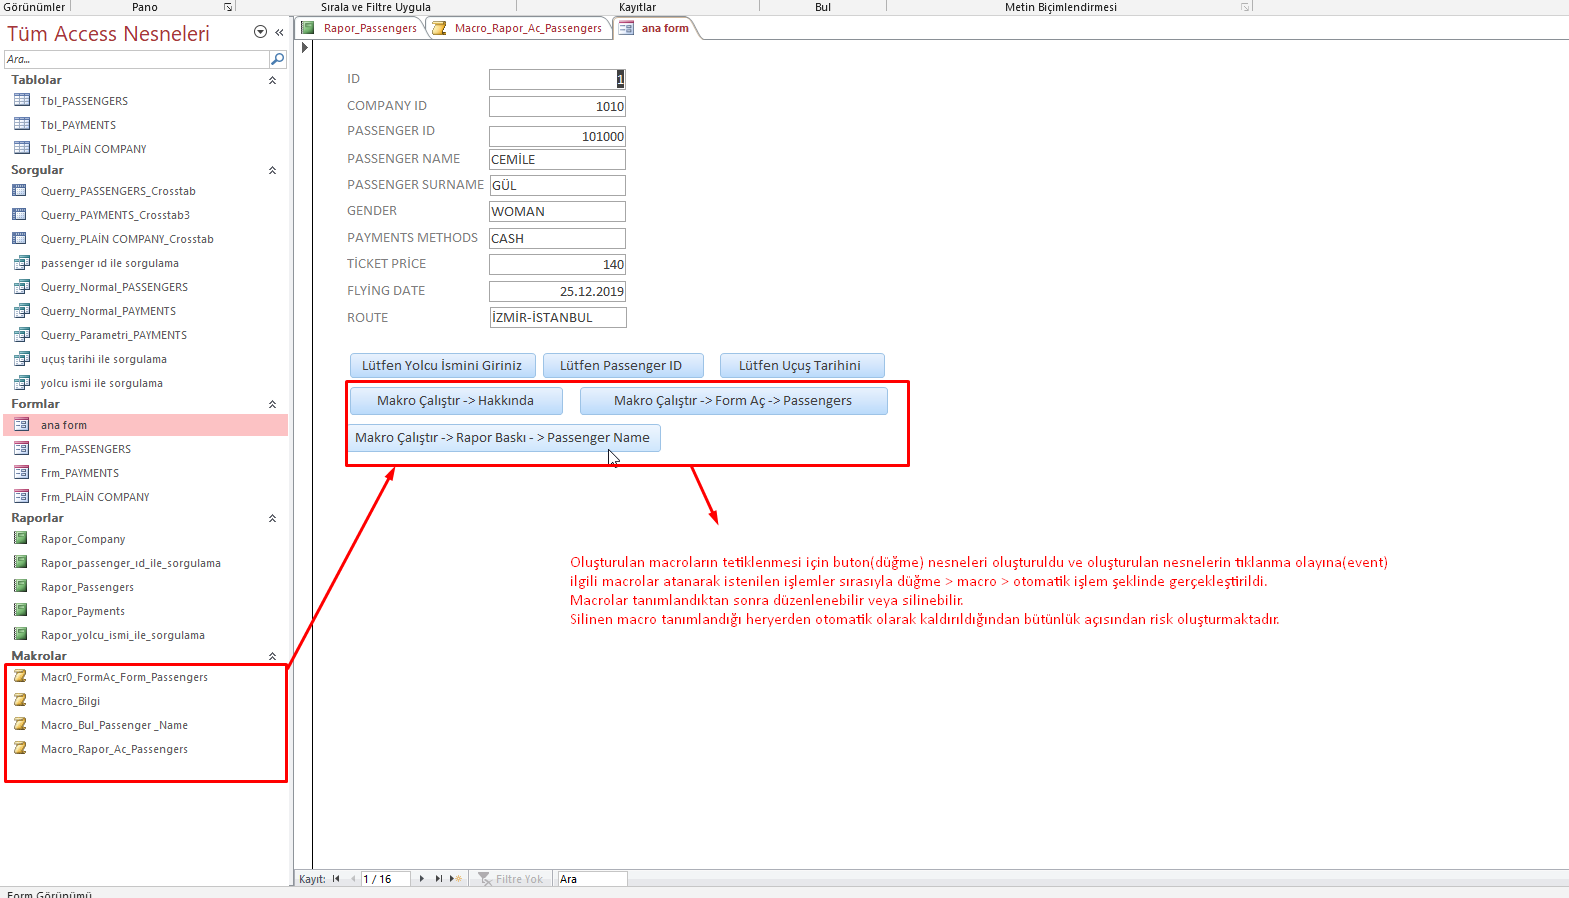 Görünümler Pano Sırala ve Filtre Uygula Kayıtlar Bul Metin Biçimlendirmesi
Tüm Access Nesneleri
Ara...
Tablolar
Tbl_PASSENGERS
Tbl_PAYMENTS
Tbl_PLAİN COMPANY
Sorgular
Querry_PASSENGERS_Crosstab
Querry_PAYMENTS_Crosstab3
Querry_PLAİN COMPANY_Crosstab
passenger ıd ile sorgulama
Querry_Normal_PASSENGERS
Querry_Normal_PAYMENTS
Querry_Parametri_PAYMENTS
uçuş tarihi ile sorgulama
yolcu ismi ile sorgulama
Formlar
ana form
Frm_PASSENGERS
Frm_PAYMENTS
Frm_PLAİN COMPANY
Raporlar
Rapor_Company
Rapor_passenger_ıd_ile_sorgulama
Rapor_Passengers
Rapor_Payments
Rapor_yolcu_ismi_ile_sorgulama
Makrolar
Macr0_FormAc_Form_Passengers
Macro_Bilgi
Macro_Bul_Passenger _Name
Macro_Rapor_Ac_Passengers
Rapor_Passengers Macro_Rapor_Ac_Passengers ana form
ID 1
COMPANY ID 1010
PASSENGER ID 101000
PASSENGER NAME CEMİLE
PASSENGER SURNAME GÜL
GENDER WOMAN
PAYMENTS METHODS CASH
TİCKET PRİCE 140
FLYİNG DATE 25.12.2019
ROUTE İZMİR-İSTANBUL
Lütfen Yolcu İsmini Giriniz Lütfen Passenger ID Lütfen Uçuş Tarihini
Makro Çalıştır -> Hakkında Makro Çalıştır -> Form Aç -> Passengers
Makro Çalıştır -> Rapor Baskı - > Passenger Name
Oluşturulan macroların tetiklenmesi için buton(düğme) nesneleri oluşturuldu ve oluşturulan nesnelerin tıklanma olayına(event)
ilgili macrolar atanarak istenilen işlemler sırasıyla düğme > macro > otomatik işlem şeklinde gerçekleştirildi.
Macrolar tanımlandıktan sonra düzenlenebilir veya silinebilir.
Silinen macro tanımlandığı heryerden otomatik olarak kaldırıldığından bütünlük açısından risk oluşturmaktadır.
Kayıt: 1 / 16 Filtre Yok Ara
Form Görünümü